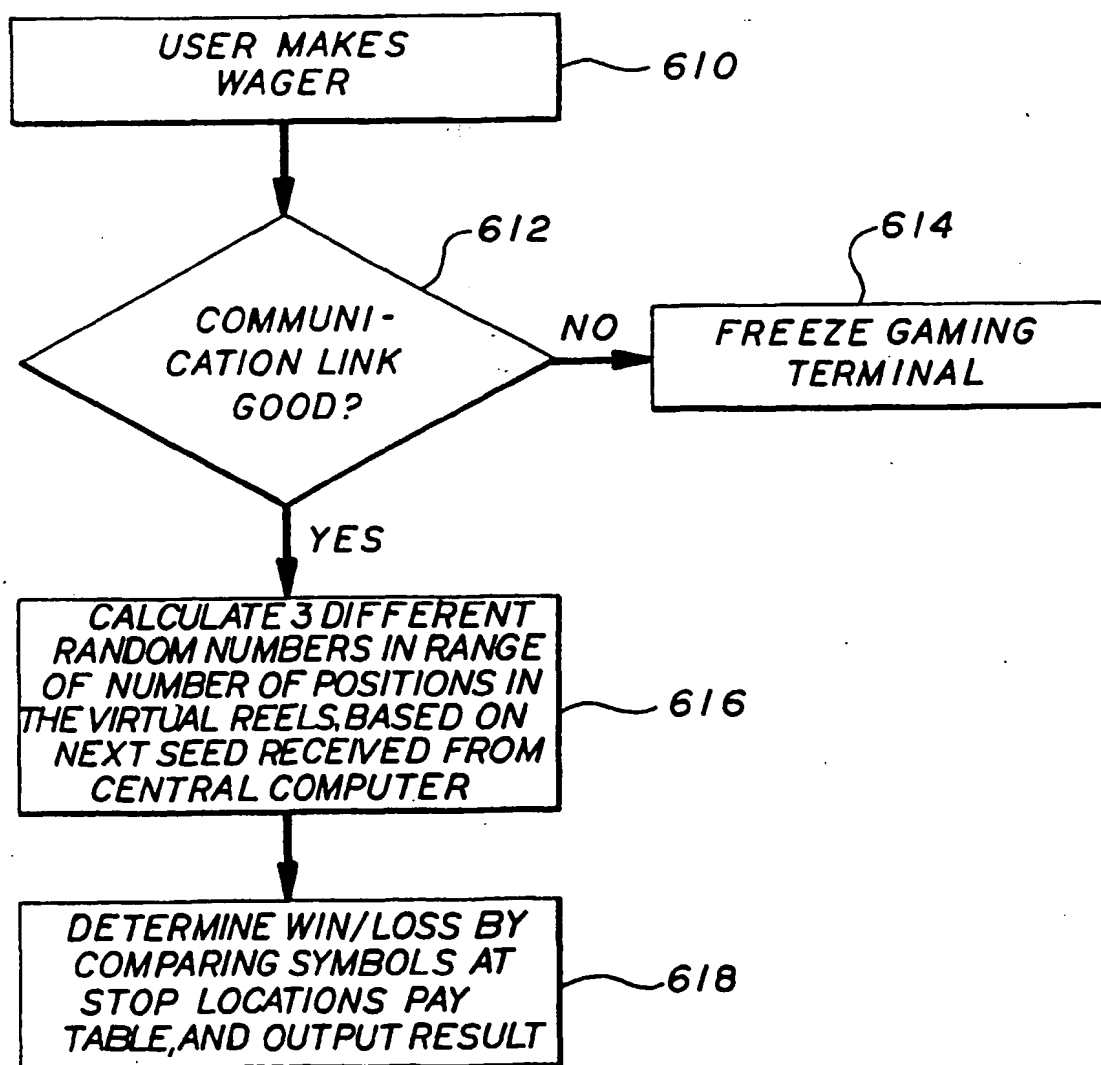 USER MAKES
WAGER
610
612
COMMUNI-
CATION LINK
GOOD?
NO
614
FREEZE GAMING
TERMINAL
YES
CALCULATE 3 DIFFERENT
RANDOM NUMBERS IN RANGE
OF NUMBER OF POSITIONS IN
THE VIRTUAL REELS, BASED ON
NEXT SEED RECEIVED FROM
CENTRAL COMPUTER
616
DETERMINE WIN/LOSS BY
COMPARING SYMBOLS AT
STOP LOCATIONS PAY
TABLE, AND OUTPUT RESULT
618